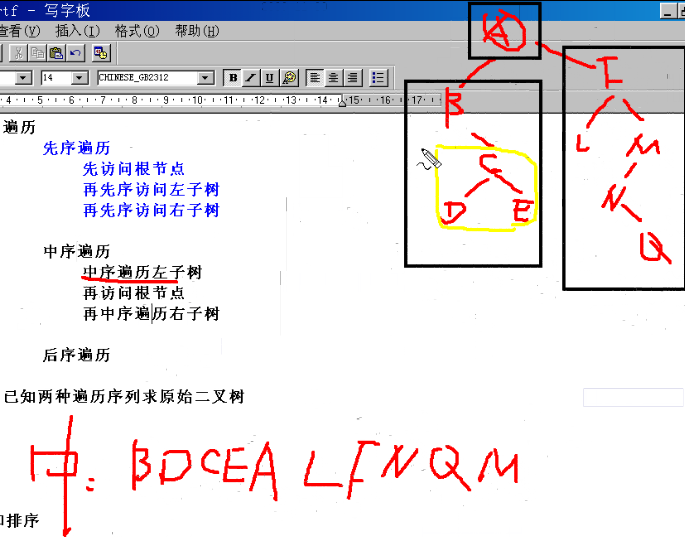 rtf - 写字板
查看(V) 插入(I) 格式(O) 帮助(H)
14 CHINESE_GB2312 B I U
4 5 6 7 8 9 10 11 12 13 14 15 16 17
遍历
先序遍历
先访问根节点
再先序访问左子树
再先序访问右子树
中序遍历
中序遍历左子树
再访问根节点
再中序遍历右子树
后序遍历
已知两种遍历序列求原始二叉树
中: BDCEA LFNQM
排序
A
B F
C L M
D E N
Q